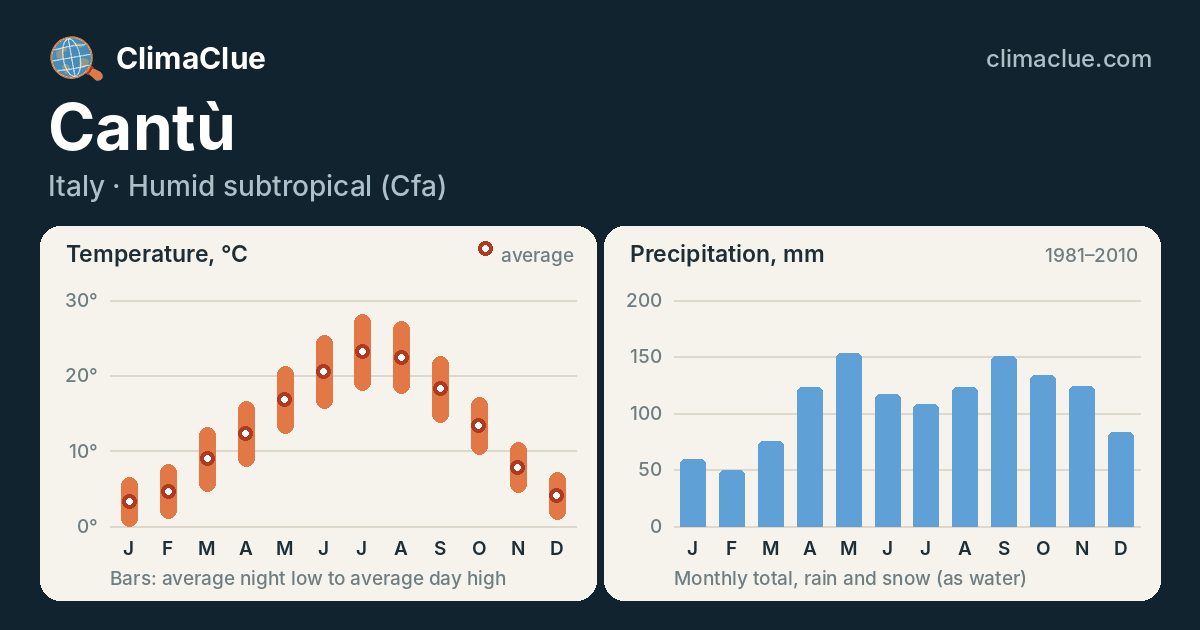 ClimaClue
climaclue.com
Cantù
Italy · Humid subtropical (Cfa)
Temperature, °C
average
30°
20°
10°
0°
J F M A M J J A S O N D
Bars: average night low to average day high
Precipitation, mm
1981–2010
200
150
100
50
0
J F M A M J J A S O N D
Monthly total, rain and snow (as water)